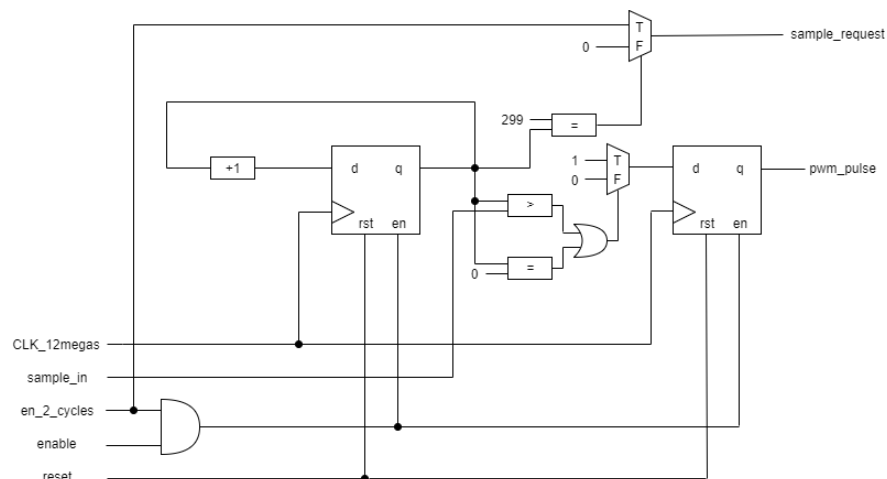 T
F
0
sample_request
299
=
+1
d q
rst en
1
0
T
F
d q
rst en
pwm_pulse
>
=
0
CLK_12megas
sample_in
en_2_cycles
enable
reset